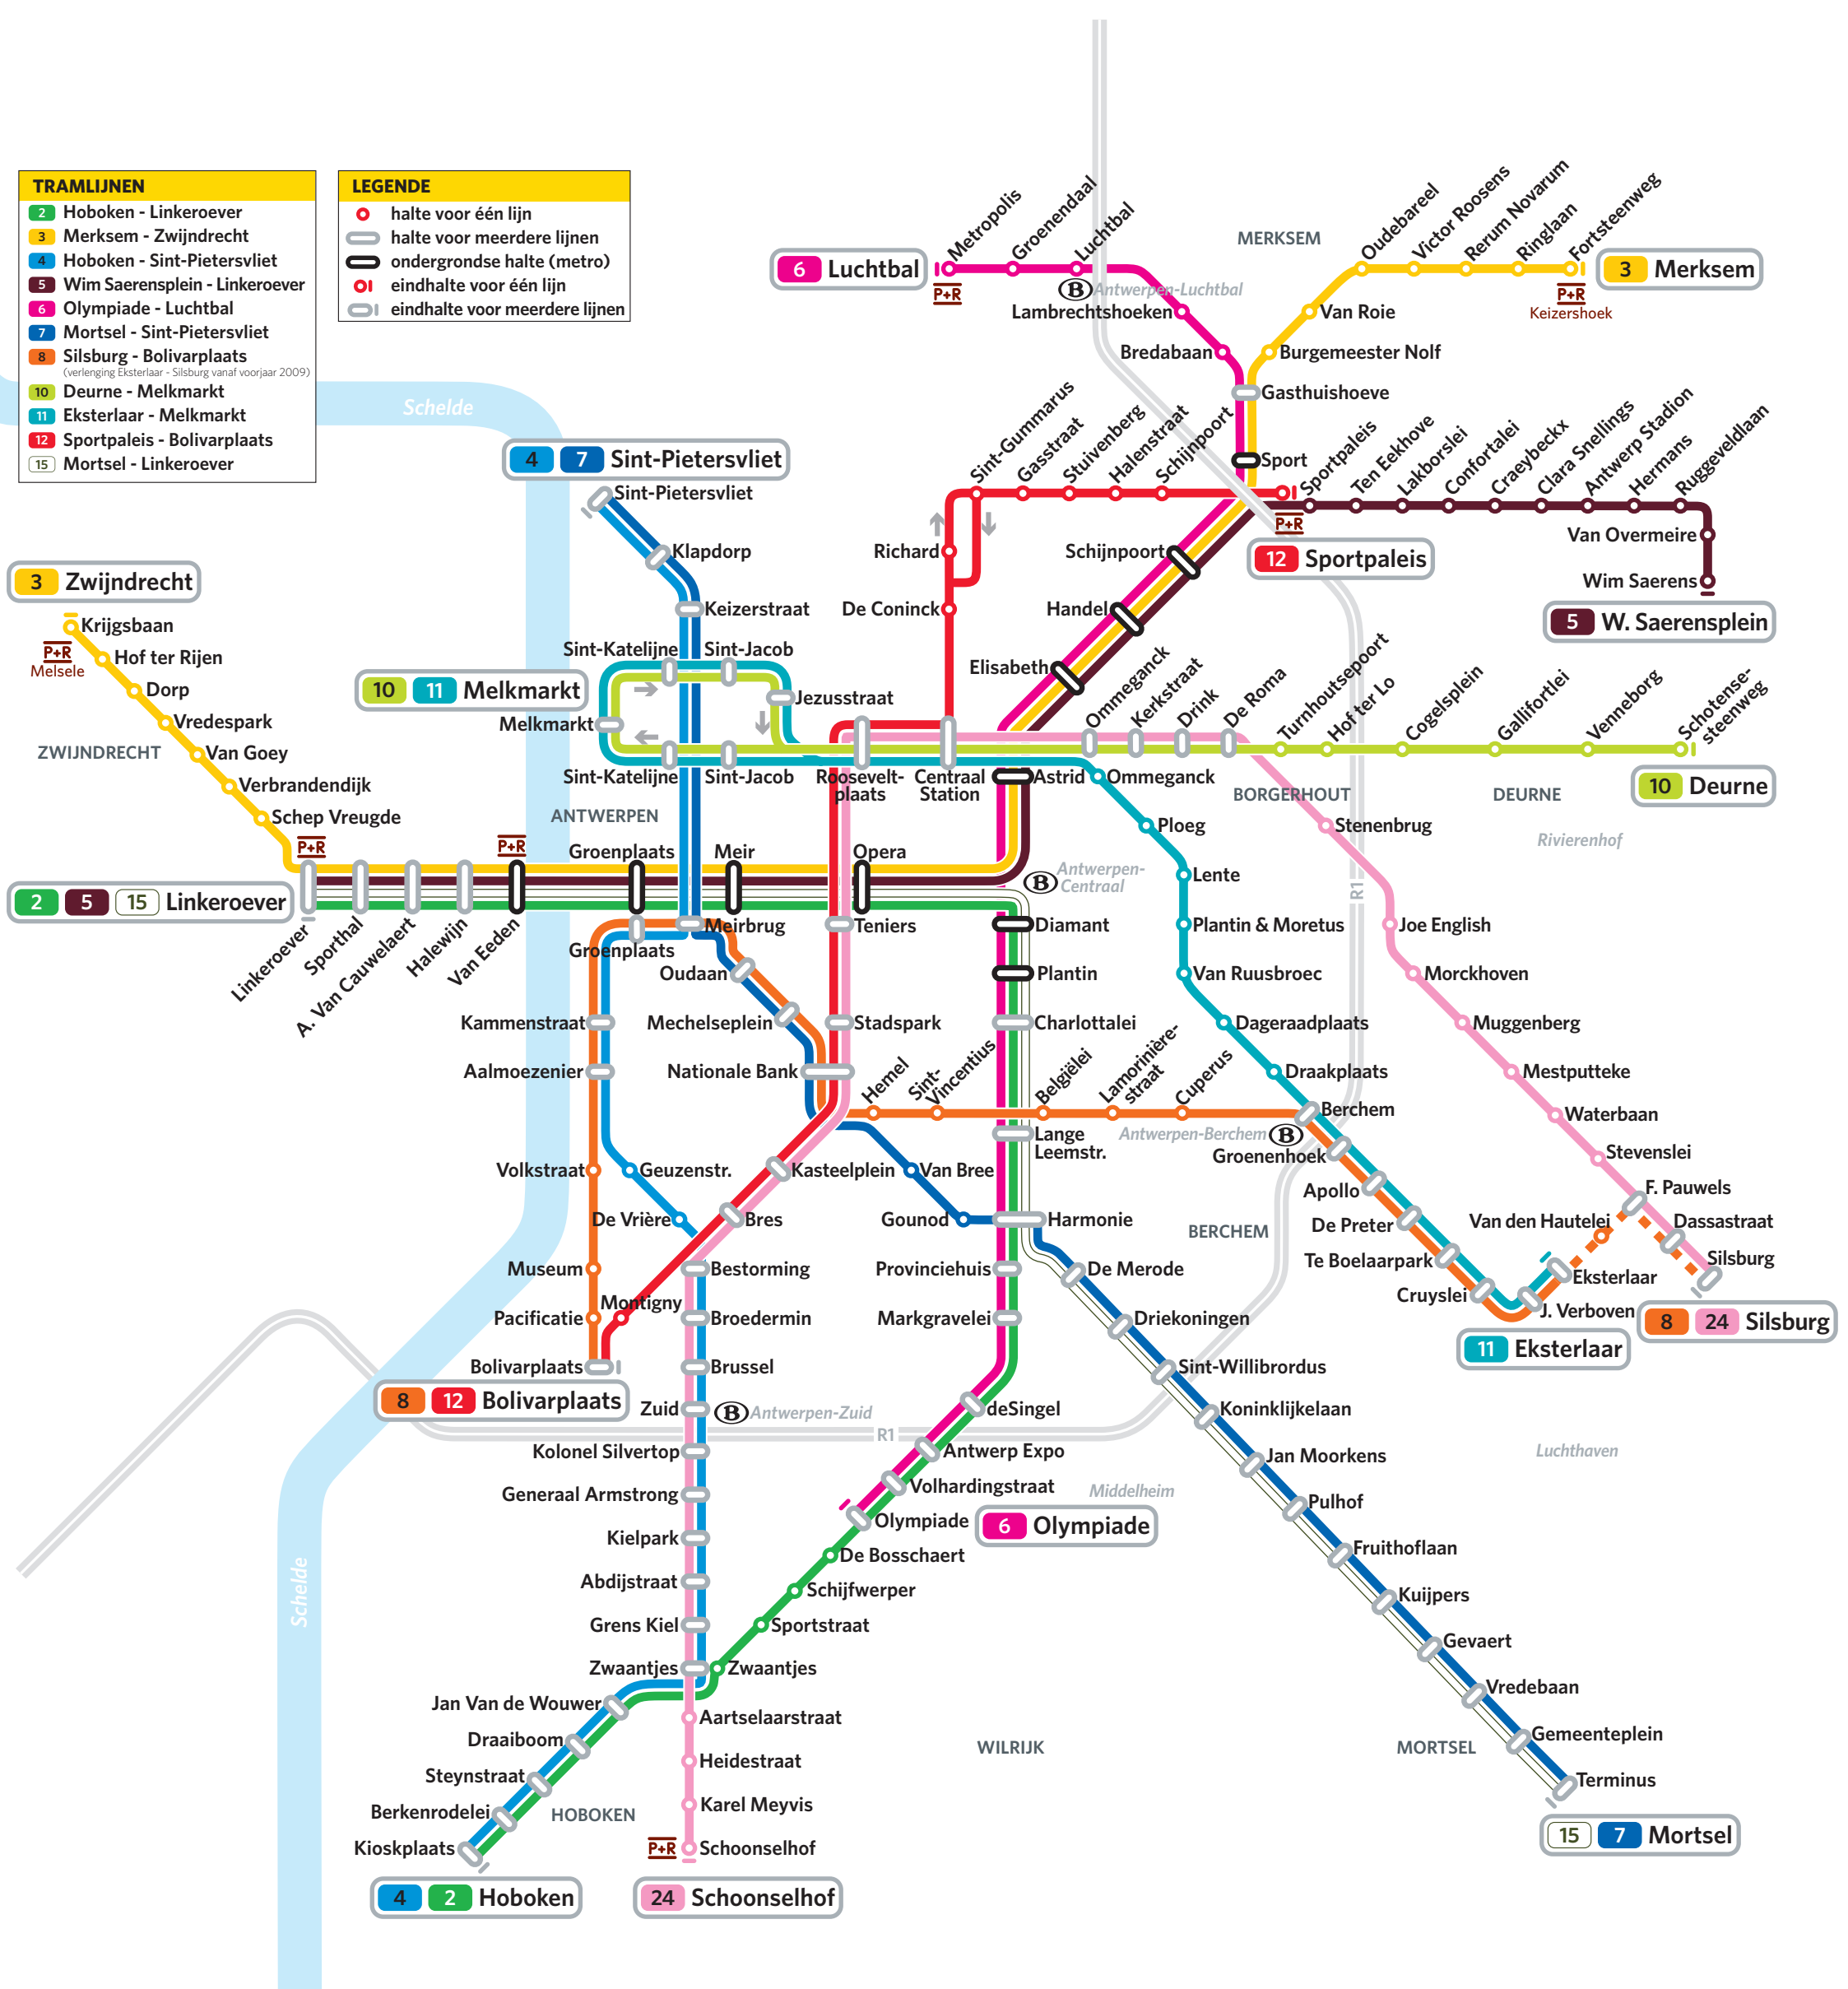 TRAMLIJNEN
2 Hoboken - Linkeroever
3 Merksem - Zwijndrecht
4 Hoboken - Sint-Pietersvliet
5 Wim Saerensplein - Linkeroever
6 Olympiade - Luchtbal
7 Mortsel - Sint-Pietersvliet
8 Silsburg - Bolivarplaats
(verlenging Eksterlaar - Silsburg vanaf voorjaar 2009)
10 Deurne - Melkmarkt
11 Eksterlaar - Melkmarkt
12 Sportpaleis - Bolivarplaats
15 Mortsel - Linkeroever
LEGENDE
halte voor één lijn
halte voor meerdere lijnen
ondergrondse halte (metro)
eindhalte voor één lijn
eindhalte voor meerdere lijnen
6 Luchtbal
P+R
Metropolis
Groenendaal
Luchtbal
B Antwerpen-Luchtbal
Lambrechtshoeken
Bredabaan
MERKSEM
Oudebareel
Victor Roosens
Rerum Novarum
Ringlaan
Fortsteenweg
3 Merksem
P+R
Keizershoek
Van Roie
Burgemeester Nolf
Gasthuishoeve
Sport
Schelde
4 7 Sint-Pietersvliet
Sint-Pietersvliet
Klapdorp
Keizerstraat
Sint-Gummarus
Gasstraat
Stuivenberg
Halenstraat
Schijnpoort
Sportpaleis
Ten Eekhove
Lakborslei
Confortalei
Craeybeckx
Clara Snellings
Antwerp Stadion
Hermans
Ruggeveldlaan
Van Overmeire
Wim Saerens
5 W. Saerensplein
P+R
12 Sportpaleis
Richard
De Coninck
Schijnpoort
Handel
Elisabeth
3 Zwijndrecht
Krijgsbaan
P+R
Melsele
Hof ter Rijen
Dorp
Vredespark
Van Goey
Verbrandendijk
Schep Vreugde
ZWIJNDRECHT
10 11 Melkmarkt
Sint-Katelijne
Sint-Jacob
Jezusstraat
Melkmarkt
Sint-Katelijne
Sint-Jacob
Roosevelt-
plaats
Centraal
Station
Astrid
Ommeganck
Kerkstraat
Drink
De Roma
Turnhoutsepoort
Hof ter Lo
Cogelsplein
Gallifortlei
Venneborg
Schotense-
steenweg
10 Deurne
Ommeganck
BORGERHOUT
DEURNE
Rivierenhof
ANTWERPEN
Ploeg
Lente
Plantin & Moretus
Van Ruusbroec
Dageraadplaats
Draakplaats
Stenenbrug
Joe English
Morckhoven
Muggenberg
Mestputteke
Waterbaan
Stevenslei
F. Pauwels
Dassastraat
Silsburg
R1
P+R
P+R
2 5 15 Linkeroever
Linkeroever
Sporthal
A. Van Cauwelaert
Halewijn
Van Eeden
Groenplaats
Meir
Opera
B Antwerpen-
Centraal
Groenplaats
Meirbrug
Teniers
Diamant
Oudaan
Plantin
Kammenstraat
Mechelseplein
Stadspark
Charlottalei
Aalmoezenier
Nationale Bank
Hemel
Sint-
Vincentius
Belgiëlei
Lamorinière-
straat
Cuperus
Antwerpen-Berchem B
Berchem
Groenenhoek
Apollo
De Preter
Te Boelaarpark
Cruyslei
J. Verboven
Eksterlaar
Van den Hautelei
8 24 Silsburg
11 Eksterlaar
Lange
Leemstr.
BERCHEM
Volkstraat
Geuzenstr.
Kasteelplein
Van Bree
De Vrière
Bres
Gounod
Harmonie
Museum
Bestorming
Provinciehuis
De Merode
Montigny
Pacificatie
Broedermin
Markgravelei
Driekoningen
Bolivarplaats
Brussel
Sint-Willibrordus
8 12 Bolivarplaats
Zuid
B Antwerpen-Zuid
R1
deSingel
Koninklijkelaan
Kolonel Silvertop
Antwerp Expo
Jan Moorkens
Luchthaven
Generaal Armstrong
Volhardingstraat
Middelheim
Pulhof
Olympiade
6 Olympiade
Kielpark
De Bosschaert
Fruithoflaan
Abdijstraat
Schijfwerper
Kuijpers
Schelde
Grens Kiel
Sportstraat
Gevaert
Zwaantjes
Zwaantjes
Vredebaan
Jan Van de Wouwer
Aartselaarstraat
Gemeenteplein
Draaiboom
Heidestraat
WILRIJK
MORTSEL
Steynstraat
Terminus
Berkenrodelei
HOBOKEN
Karel Meyvis
15 7 Mortsel
Kioskplaats
P+R
Schoonselhof
4 2 Hoboken
24 Schoonselhof